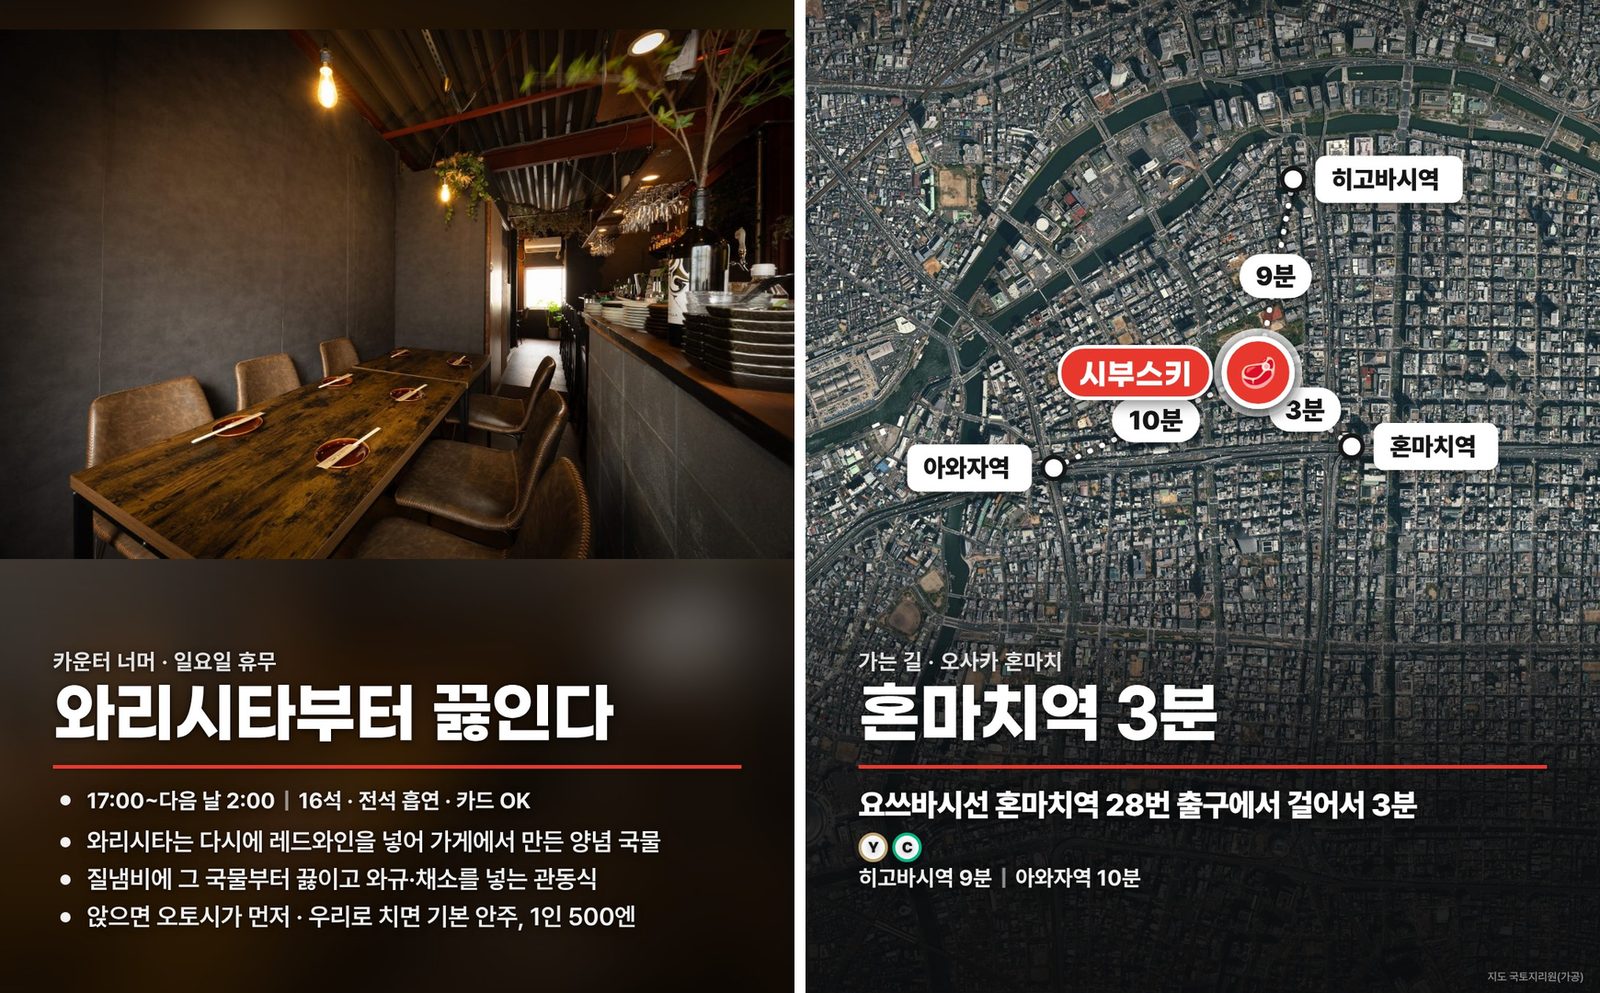 카운터 너머 · 일요일 휴무
와리시타부터 끓인다
17:00~다음 날 2:00 | 16석 · 전석 흡연 · 카드 OK
와리시타는 다시에 레드와인을 넣어 가게에서 만든 양념 국물
질냄비에 그 국물부터 끓이고 와규·채소를 넣는 관동식
앉으면 오토시가 먼저 · 우리로 치면 기본 안주, 1인 500엔
히고바시역
9분
시부스키
10분
3분
아와자역
혼마치역
가는 길 · 오사카 혼마치
혼마치역 3분
요쓰바시선 혼마치역 28번 출구에서 걸어서 3분
Y C
히고바시역 9분 | 아와자역 10분
지도 국토지리원(가공)